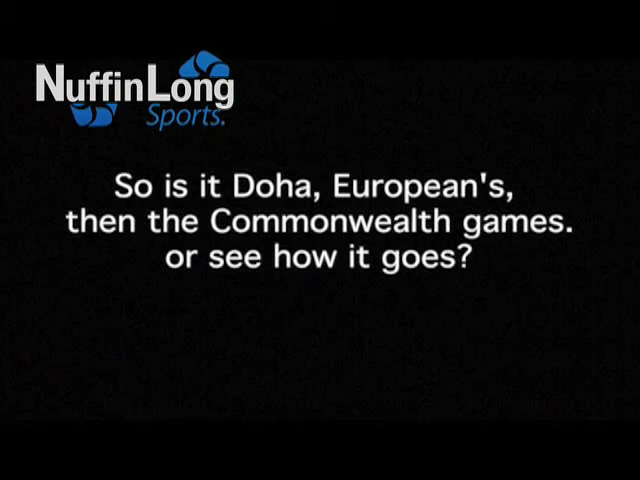 NuffinLong
Sports.
So is it Doha, European's,
then the Commonwealth games.
or see how it goes?